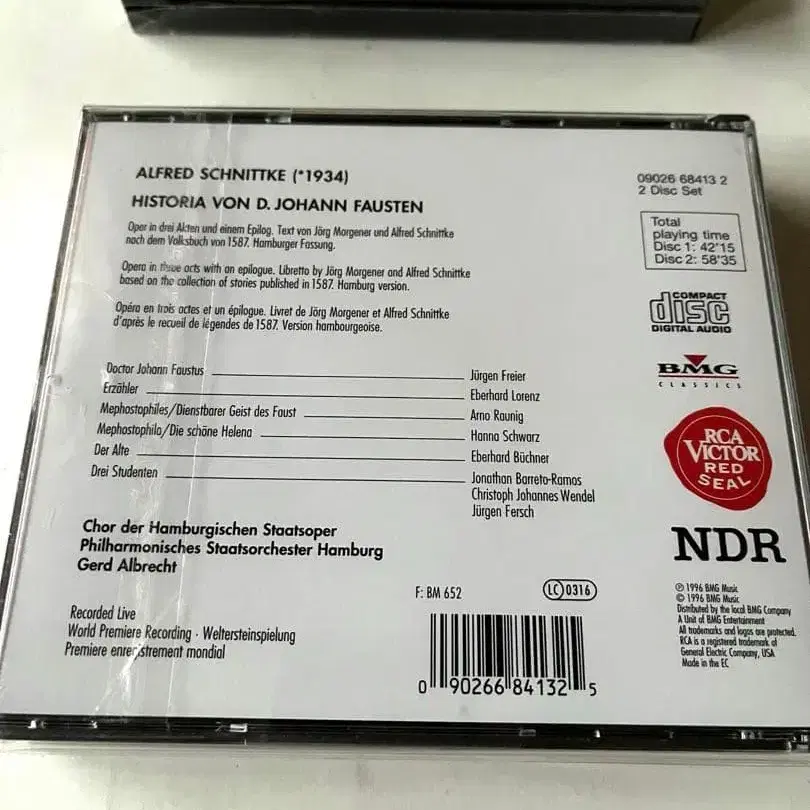 ALFRED SCHNITTKE (*1934)
HISTORIA VON D. JOHANN FAUSTEN
Oper in drei Akten und einem Epilog. Text von Jörg Morgener und Alfred Schnittke
nach dem Volksbuch von 1587. Hamburger Fassung.
Opera in three acts with an epilogue. Libretto by Jörg Morgener and Alfred Schnittke
based on the collection of stories published in 1587. Hamburg version.
Opéra en trois actes et un épilogue. Livret de Jörg Morgener et Alfred Schnittke
d'après le recueil de légendes de 1587. Version hambourgeoise.
Doctor Johann Faustus Jürgen Freier
Erzähler Eberhard Lorenz
Mephostophiles/Dienstbarer Geist des Faust Arno Raunig
Mephostophila/Die schöne Helena Hanna Schwarz
Der Alte Eberhard Büchner
Drei Studenten Jonathan Barreto-Ramos
Christoph Johannes Wendel
Jürgen Fersch
Chor der Hamburgischen Staatsoper
Philharmonisches Staatsorchester Hamburg
Gerd Albrecht
Recorded Live
World Premiere Recording · Weltersteinspielung
Premiere enregistrement mondial
F: BM 652
LC 0316
0 90266 84132 5
09026 68413 2
2 Disc Set
Total
playing time
Disc 1: 42'15
Disc 2: 58'35
COMPACT
disc
DIGITAL AUDIO
BMG
CLASSICS
RCA
VICTOR
RED
SEAL
NDR
℗ 1996 BMG Music
© 1996 BMG Music
Distributed by the local BMG Company
A Unit of BMG Entertainment
All trademarks and logos are protected.
RCA is a registered trademark of
General Electric Company, USA
Made in the EC